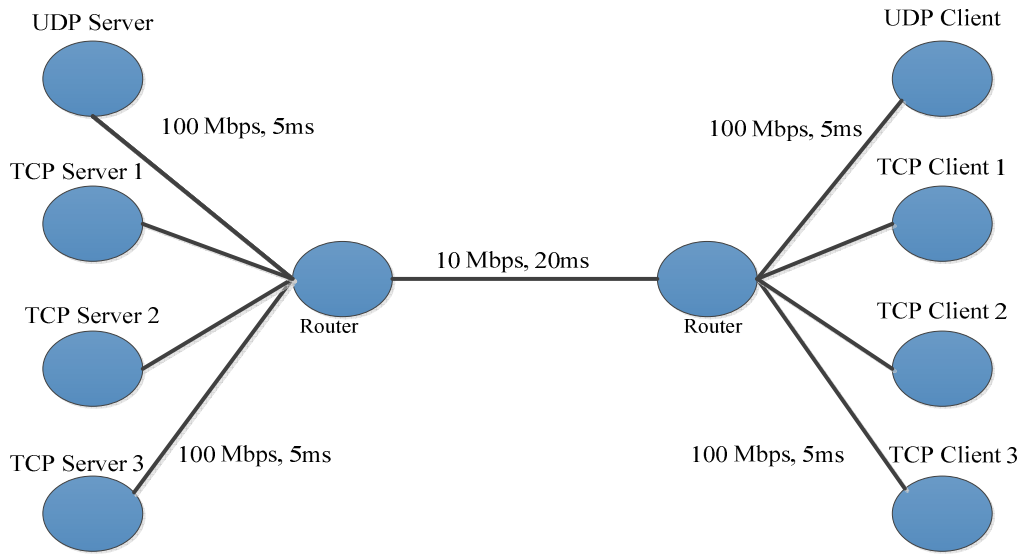 UDP Server
UDP Client
100 Mbps, 5ms
100 Mbps, 5ms
TCP Server 1
TCP Client 1
10 Mbps, 20ms
TCP Server 2
Router
Router
TCP Client 2
100 Mbps, 5ms
100 Mbps, 5ms
TCP Server 3
TCP Client 3